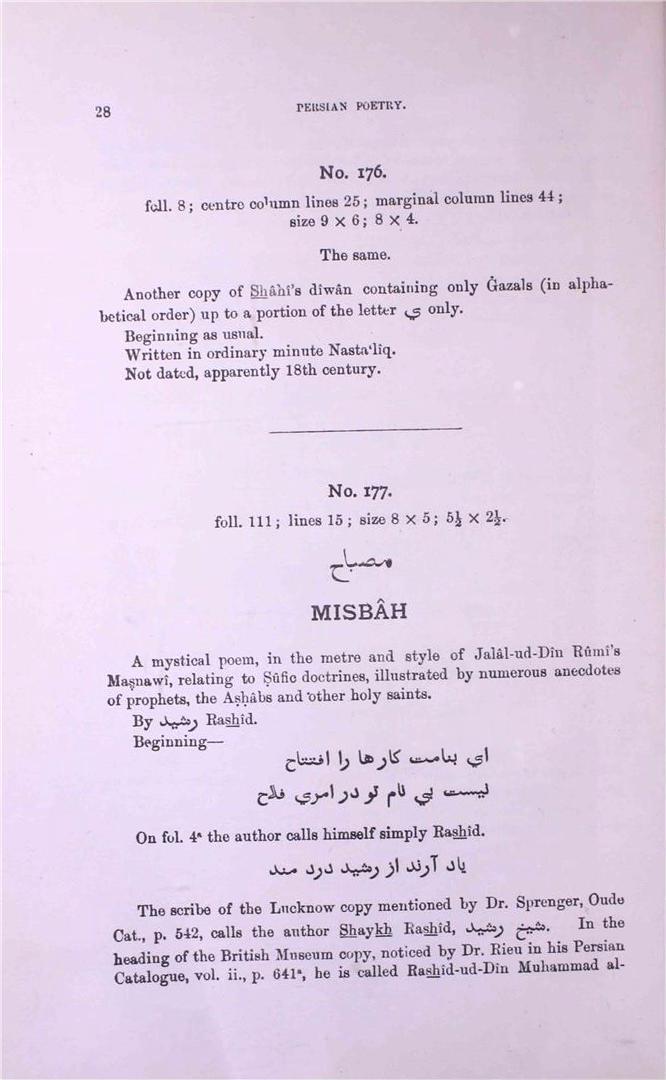 28
PERSIAN POETRY.
No. 176.
foll. 8; centre column lines 25; marginal column lines 44;
size 9 × 6; 8 × 4.
The same.
Another copy of Shâhî's dîwân containing only Ġazals (in alpha-
betical order) up to a portion of the letter ي only.
Beginning as usual.
Written in ordinary minute Nasta‘lîq.
Not dated, apparently 18th century.
No. 177.
foll. 111; lines 15; size 8 × 5; 5½ × 2½.
مصباح
MISBÂH
A mystical poem, in the metre and style of Jalâl-ud-Dîn Rûmî's
Maṣnawî, relating to Ṣûfic doctrines, illustrated by numerous anecdotes
of prophets, the Aṣḥâbs and other holy saints.
By رشيد Rashîd.
Beginning—
اي بنامت كار ها را افتتاح
نيست بي نام تو در امري فلاح
On fol. 4ᵃ the author calls himself simply Rashîd.
ياد آرند از رشيد درد مند
The scribe of the Lucknow copy mentioned by Dr. Sprenger, Oude
Cat., p. 542, calls the author Shaykh Rashîd, شيخ رشيد. In the
heading of the British Museum copy, noticed by Dr. Rieu in his Persian
Catalogue, vol. ii., p. 641ᵃ, he is called Rashîd-ud-Dîn Muhammad al-